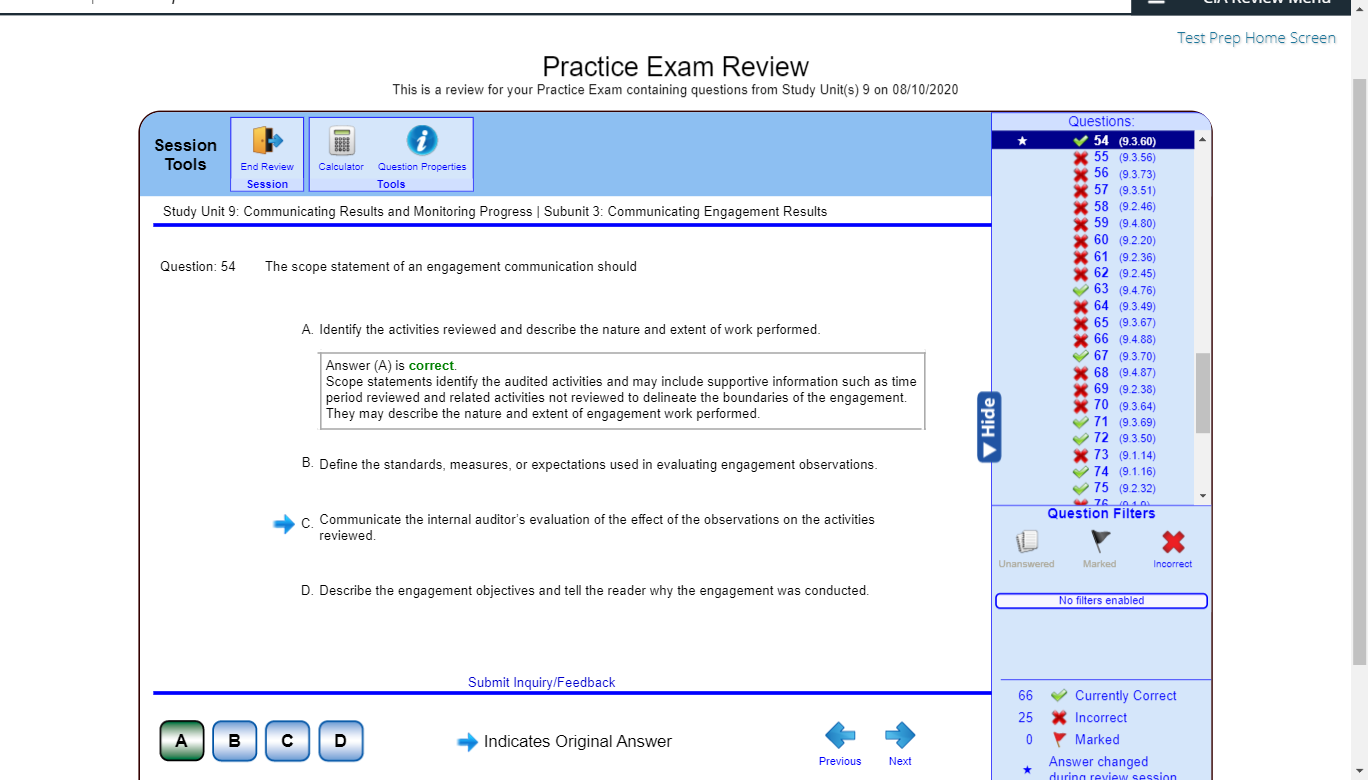 CIA Review Menu
Test Prep Home Screen
Practice Exam Review
This is a review for your Practice Exam containing questions from Study Unit(s) 9 on 08/10/2020
Session
Tools
End Review
Session
Calculator
Question Properties
Tools
Study Unit 9: Communicating Results and Monitoring Progress | Subunit 3: Communicating Engagement Results
Question: 54 The scope statement of an engagement communication should
A. Identify the activities reviewed and describe the nature and extent of work performed.
Answer (A) is correct.
Scope statements identify the audited activities and may include supportive information such as time
period reviewed and related activities not reviewed to delineate the boundaries of the engagement.
They may describe the nature and extent of engagement work performed.
B. Define the standards, measures, or expectations used in evaluating engagement observations.
C. Communicate the internal auditor's evaluation of the effect of the observations on the activities
reviewed.
D. Describe the engagement objectives and tell the reader why the engagement was conducted.
Submit Inquiry/Feedback
A B C D
Indicates Original Answer
Previous
Next
Questions:
54 (9.3.60)
55 (9.3.56)
56 (9.3.73)
57 (9.3.51)
58 (9.2.46)
59 (9.4.80)
60 (9.2.20)
61 (9.2.36)
62 (9.2.45)
63 (9.4.76)
64 (9.3.49)
65 (9.3.67)
66 (9.4.88)
67 (9.3.70)
68 (9.4.87)
69 (9.2.38)
70 (9.3.64)
71 (9.3.69)
72 (9.3.50)
73 (9.1.14)
74 (9.1.16)
75 (9.2.32)
76
Hide
Question Filters
Unanswered
Marked
Incorrect
No filters enabled
66 Currently Correct
25 Incorrect
0 Marked
Answer changed
during review session